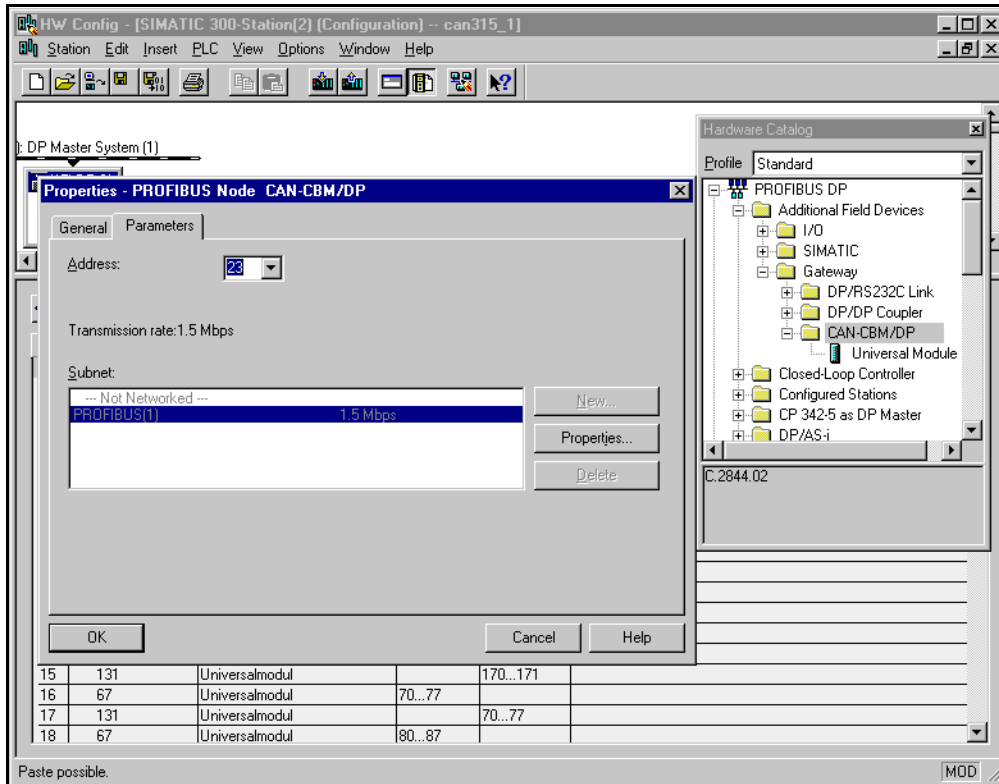 HW Config - [SIMATIC 300-Station(2) (Configuration) -- can315_1]
Station Edit Insert PLC View Options Window Help
): DP Master System (1)
Properties - PROFIBUS Node CAN-CBM/DP
General Parameters
Address: 23
Transmission rate:1.5 Mbps
Subnet:
--- Not Networked ---
PROFIBUS(1) 1.5 Mbps
New...
Properties...
Delete
OK Cancel Help
Hardware Catalog
Profile Standard
PROFIBUS DP
Additional Field Devices
I/O
SIMATIC
Gateway
DP/RS232C Link
DP/DP Coupler
CAN-CBM/DP
Universal Module
Closed-Loop Controller
Configured Stations
CP 342-5 as DP Master
DP/AS-i
C.2844.02
15 131 Universalmodul 170...171
16 67 Universalmodul 70...77
17 131 Universalmodul 70...77
18 67 Universalmodul 80...87
Paste possible. MOD